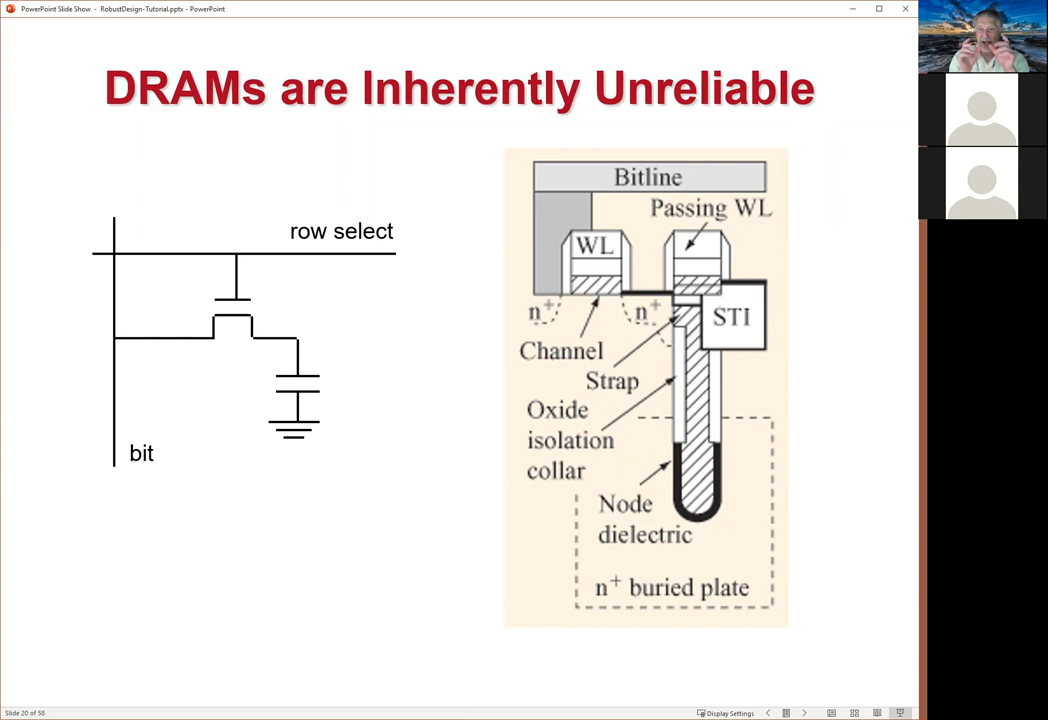 PowerPoint Slide Show - RobustDesign-Tutorial.pptx - PowerPoint
DRAMs are Inherently Unreliable
row select
bit
Bitline
Passing WL
WL
n+
n+
STI
Channel
Strap
Oxide
isolation
collar
Node
dielectric
n+ buried plate
Slide 20 of 58
Display Settings